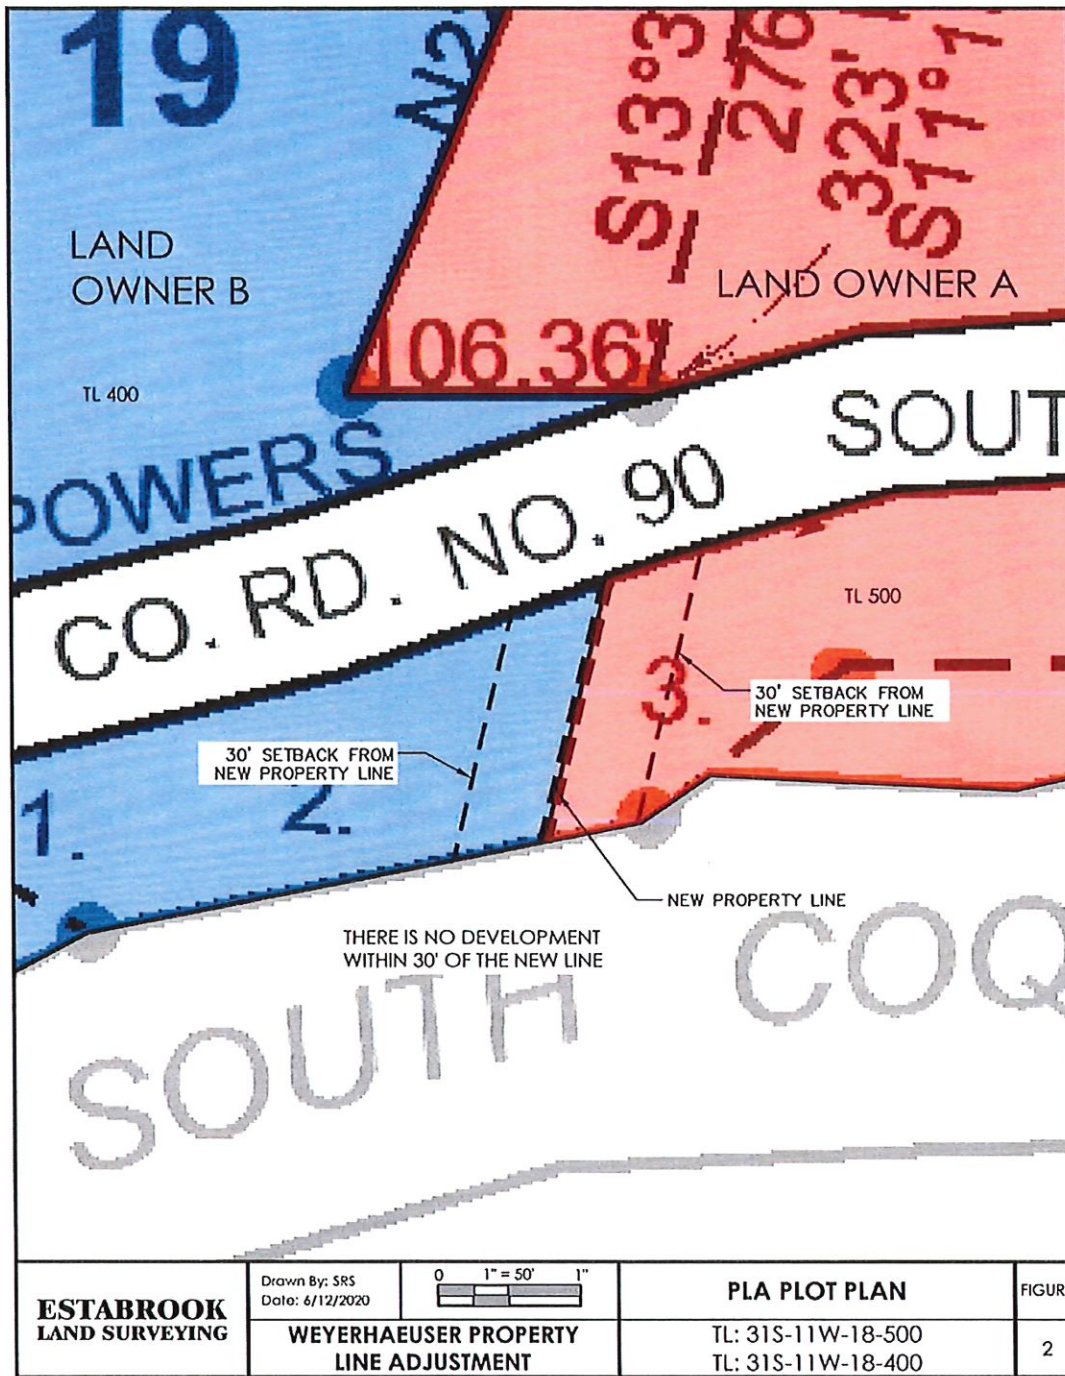 19
N2
S13°3
276
323'
S11°1
LAND
OWNER B
LAND OWNER A
106.36'
TL 400
POWERS
CO. RD. NO. 90
SOUT
TL 500
3.
30' SETBACK FROM
NEW PROPERTY LINE
30' SETBACK FROM
NEW PROPERTY LINE
1.
2.
NEW PROPERTY LINE
THERE IS NO DEVELOPMENT
WITHIN 30' OF THE NEW LINE
SOUTH COQ
ESTABROOK
LAND SURVEYING
Drawn By: SRS
Date: 6/12/2020
0 1" = 50' 1"
WEYERHAEUSER PROPERTY
LINE ADJUSTMENT
PLA PLOT PLAN
TL: 31S-11W-18-500
TL: 31S-11W-18-400
FIGUR
2